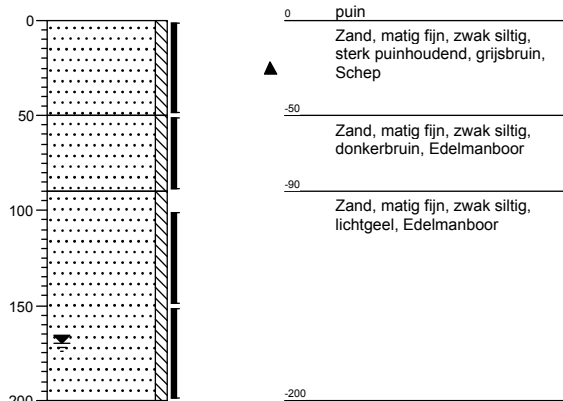 0
50
100
150
200
0 puin
Zand, matig fijn, zwak siltig,
sterk puinhoudend, grijsbruin,
Schep
-50
Zand, matig fijn, zwak siltig,
donkerbruin, Edelmanboor
-90
Zand, matig fijn, zwak siltig,
lichtgeel, Edelmanboor
-200